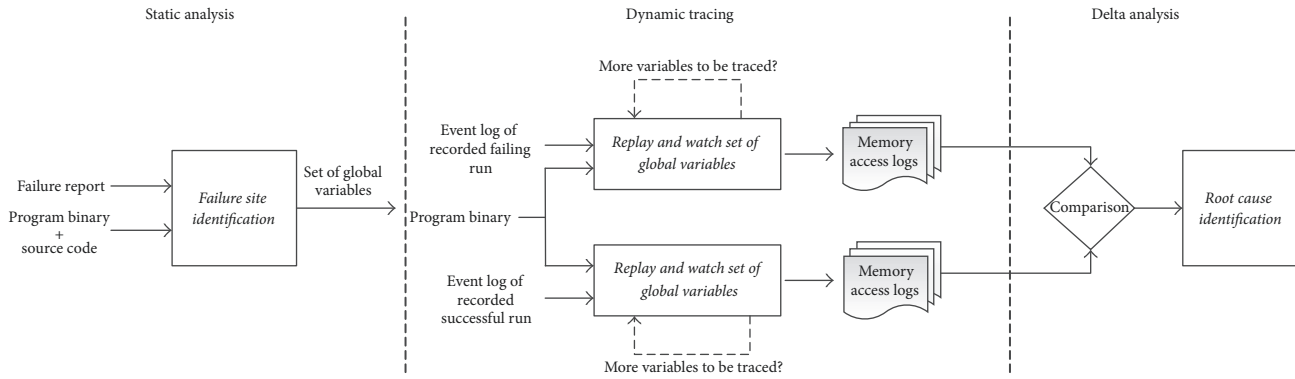 Static analysis
Dynamic tracing
Delta analysis
Failure report
Program binary
+
source code
Failure site
identification
Set of global
variables
More variables to be traced?
Event log of
recorded failing
run
Replay and watch set of
global variables
Memory
access logs
Program binary
Event log of
recorded
successful run
Replay and watch set of
global variables
Memory
access logs
More variables to be traced?
Comparison
Root cause
identification